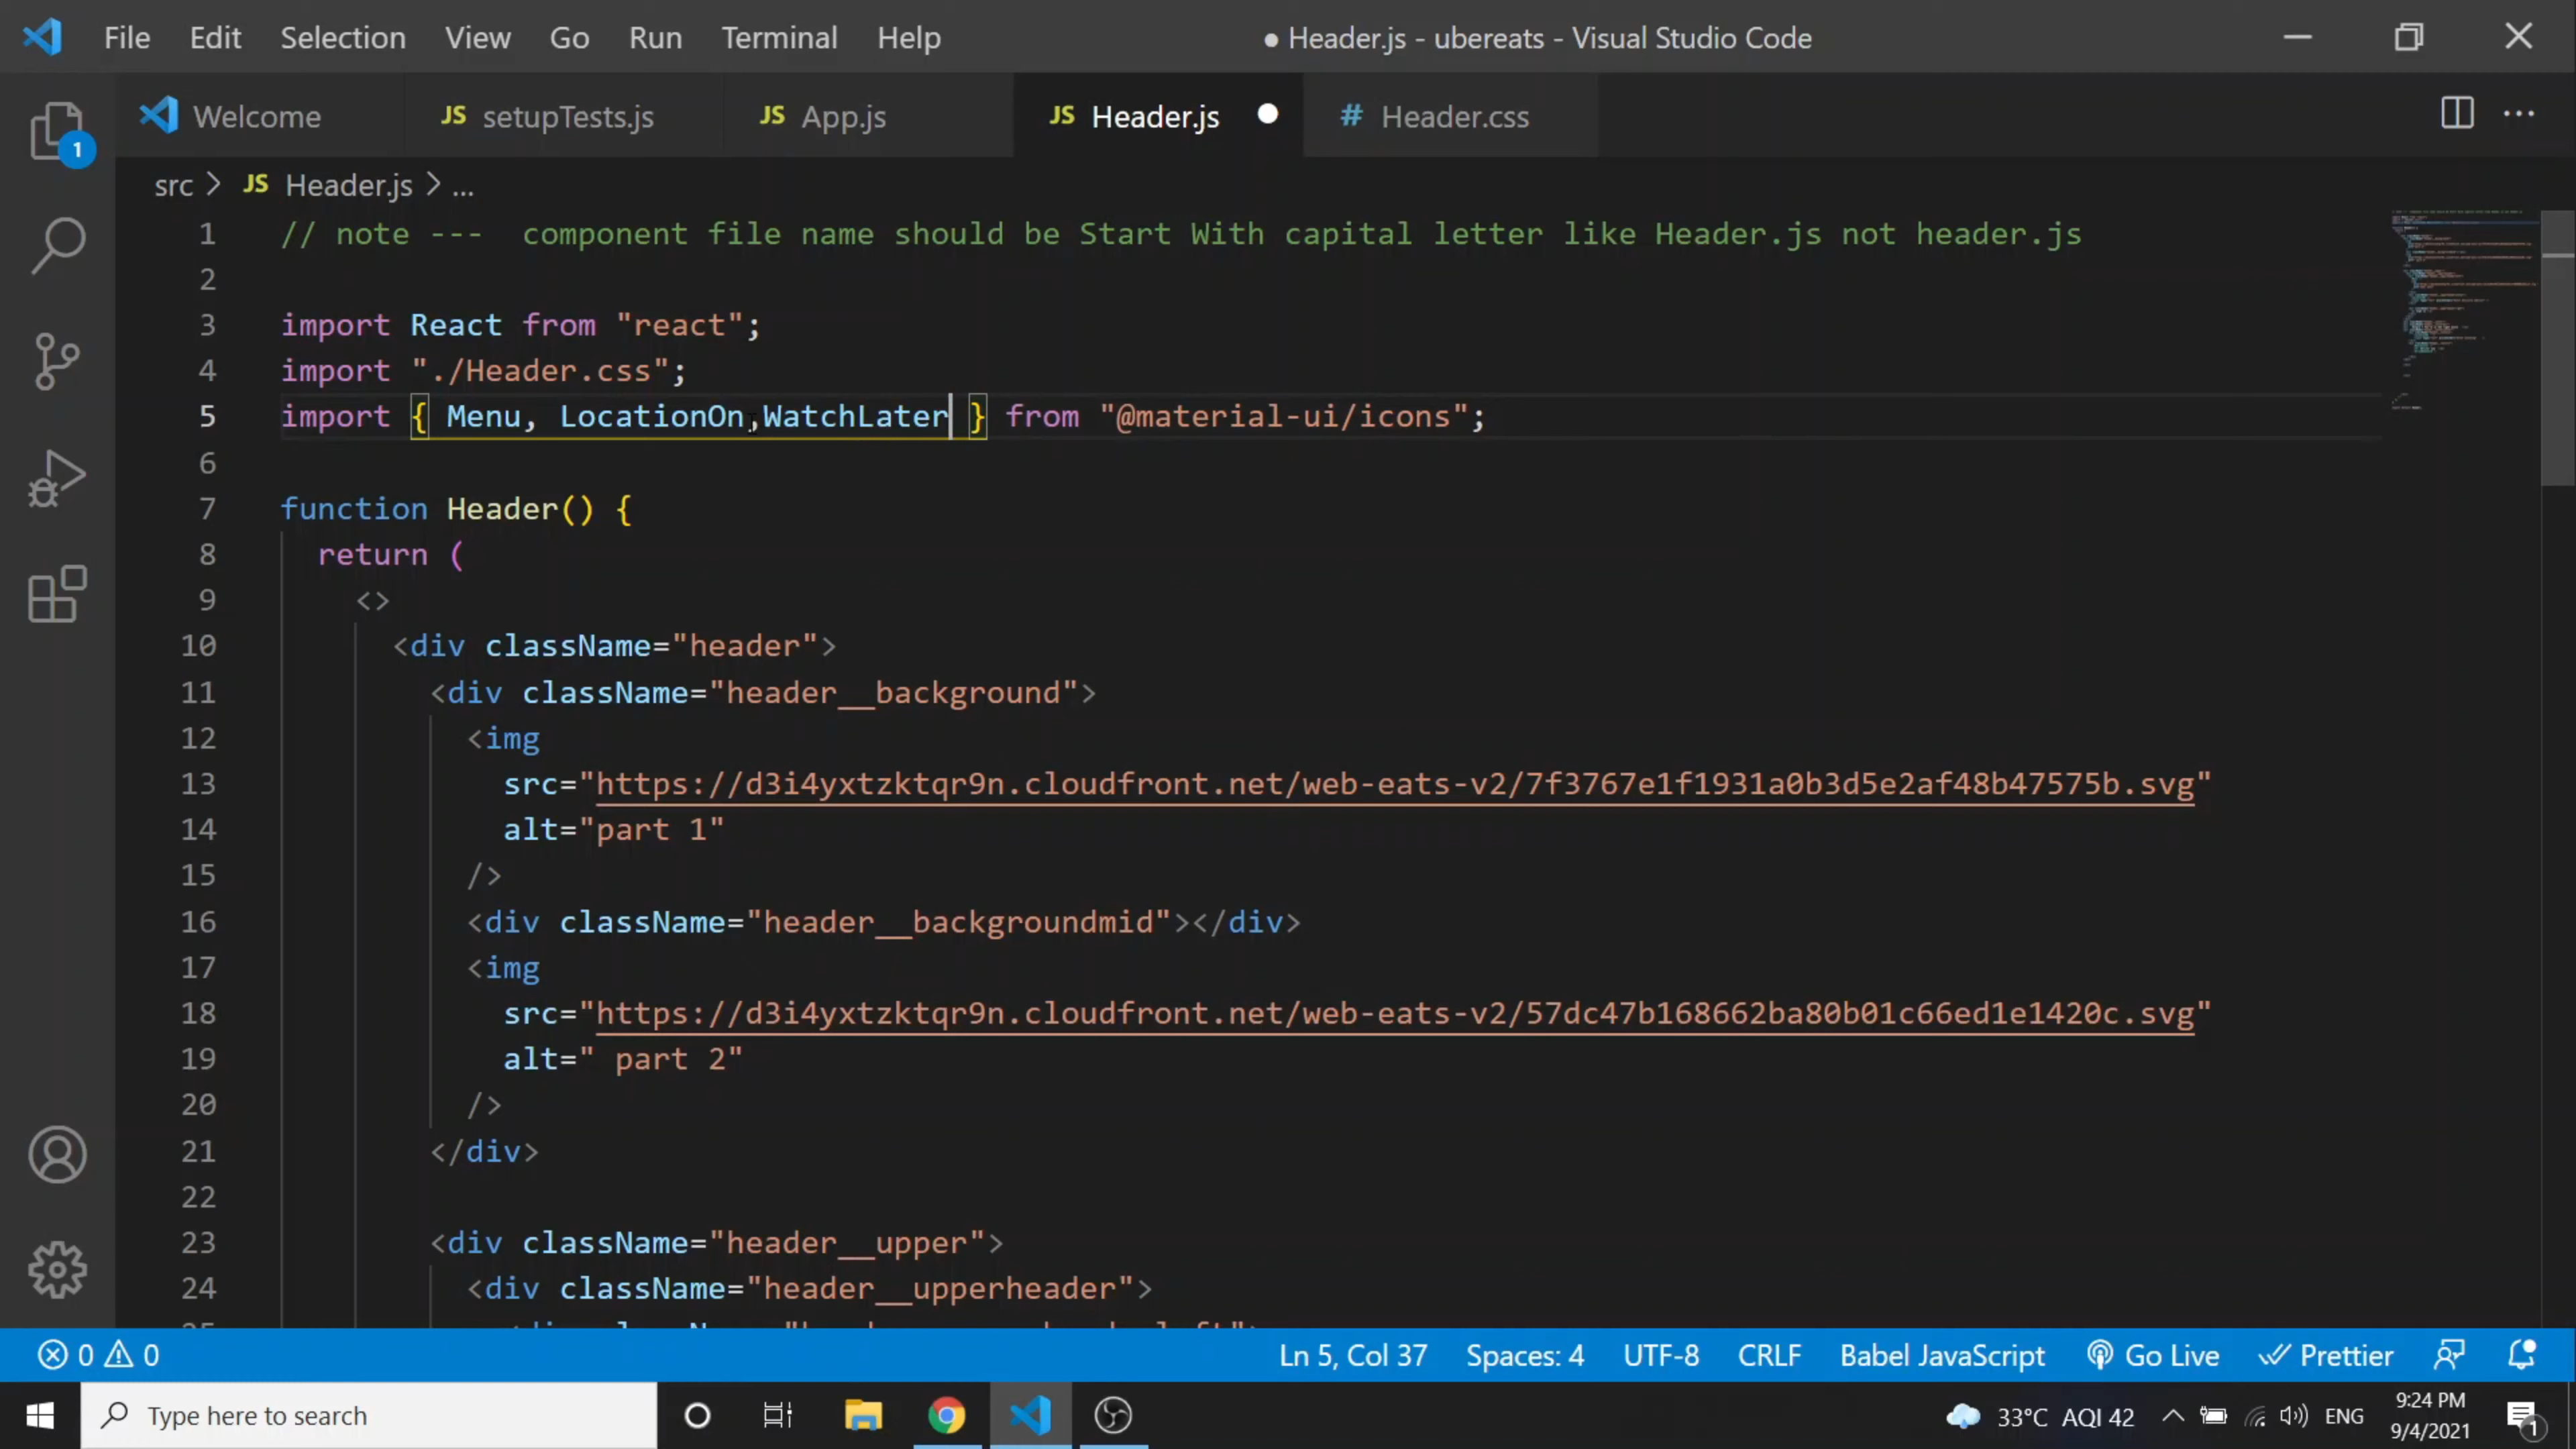 File Edit Selection View Go Run Terminal Help
● Header.js - ubereats - Visual Studio Code
Welcome
JS setupTests.js
JS App.js
JS Header.js
# Header.css
1
src > JS Header.js > ...
1 // note --- component file name should be Start With capital letter like Header.js not header.js
2
3 import React from "react";
4 import "./Header.css";
5 import { Menu, LocationOn,WatchLater } from "@material-ui/icons";
6
7 function Header() {
8 return (
9 <>
10 <div className="header">
11 <div className="header__background">
12 <img
13 src="https://d3i4yxtzktqr9n.cloudfront.net/web-eats-v2/7f3767e1f1931a0b3d5e2af48b47575b.svg"
14 alt="part 1"
15 />
16 <div className="header__backgroundmid"></div>
17 <img
18 src="https://d3i4yxtzktqr9n.cloudfront.net/web-eats-v2/57dc47b168662ba80b01c66ed1e1420c.svg"
19 alt=" part 2"
20 />
21 </div>
22
23 <div className="header__upper">
24 <div className="header__upperheader">
0 0
Ln 5, Col 37 Spaces: 4 UTF-8 CRLF Babel JavaScript Go Live Prettier
Type here to search
33°C AQI 42
ENG
9:24 PM
9/4/2021
1